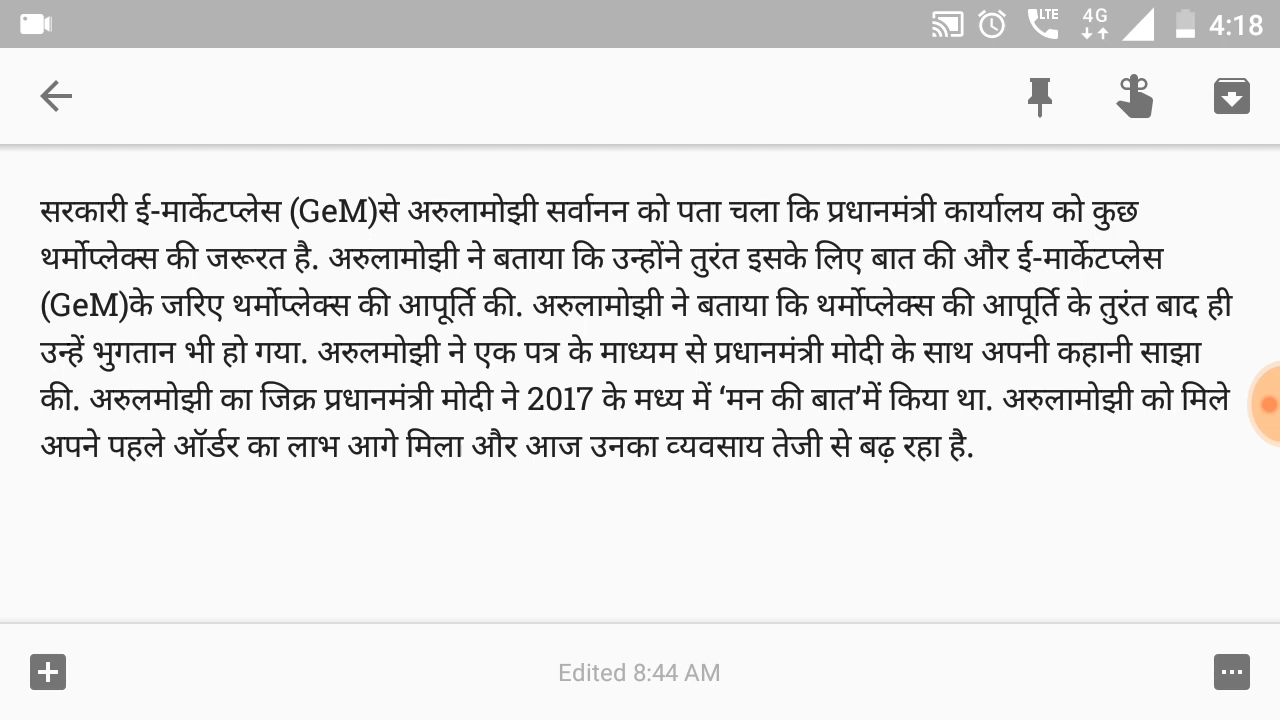 LTE
4G
4:18
सरकारी ई-मार्केटप्लेस (GeM)से अरुलामोझी सर्वानन को पता चला कि प्रधानमंत्री कार्यालय को कुछ
थर्मोप्लेक्स की जरूरत है. अरुलामोझी ने बताया कि उन्होंने तुरंत इसके लिए बात की और ई-मार्केटप्लेस
(GeM)के जरिए थर्मोप्लेक्स की आपूर्ति की. अरुलामोझी ने बताया कि थर्मोप्लेक्स की आपूर्ति के तुरंत बाद ही
उन्हें भुगतान भी हो गया. अरुलमोझी ने एक पत्र के माध्यम से प्रधानमंत्री मोदी के साथ अपनी कहानी साझा
की. अरुलमोझी का जिक्र प्रधानमंत्री मोदी ने 2017 के मध्य में ‘मन की बात’में किया था. अरुलामोझी को मिले
अपने पहले ऑर्डर का लाभ आगे मिला और आज उनका व्यवसाय तेजी से बढ़ रहा है.
Edited 8:44 AM